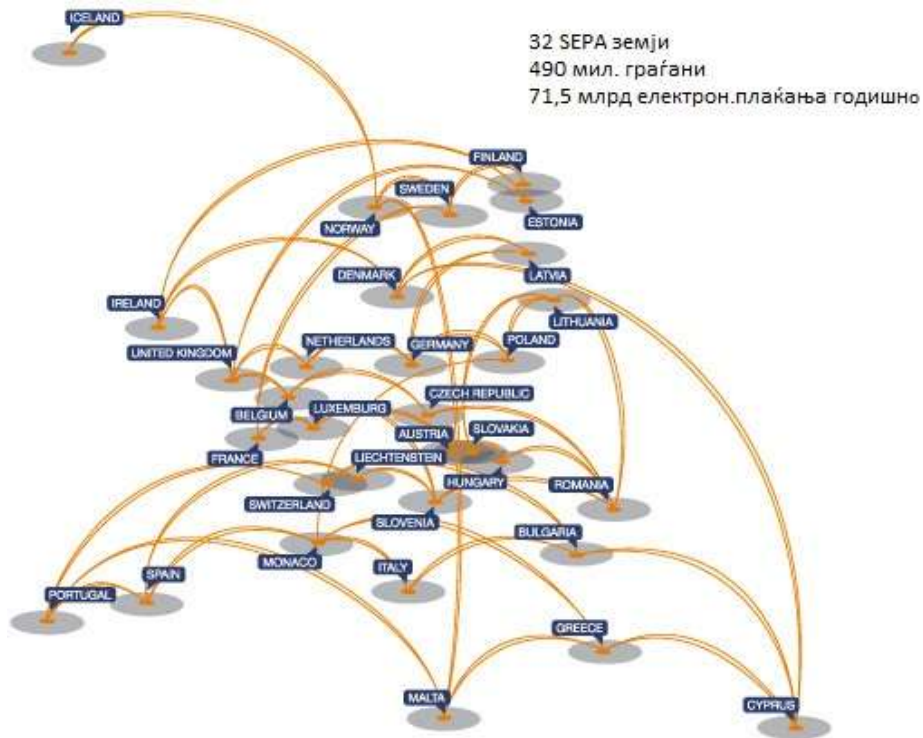 ICELAND
32 SEPA земји
490 мил. граѓани
71,5 млрд електрон.плаќања годишно
FINLAND
SWEDEN
NORWAY
ESTONIA
DENMARK
LATVIA
IRELAND
LITHUANIA
UNITED KINGDOM
NETHERLANDS
GERMANY
POLAND
CZECH REPUBLIC
BELGIUM
LUXEMBURG
AUSTRIA
SLOVAKIA
FRANCE
LIECHTENSTEIN
HUNGARY
ROMANIA
SWITZERLAND
SLOVENIA
BULGARIA
MONACO
ITALY
SPAIN
PORTUGAL
GREECE
MALTA
CYPRUS